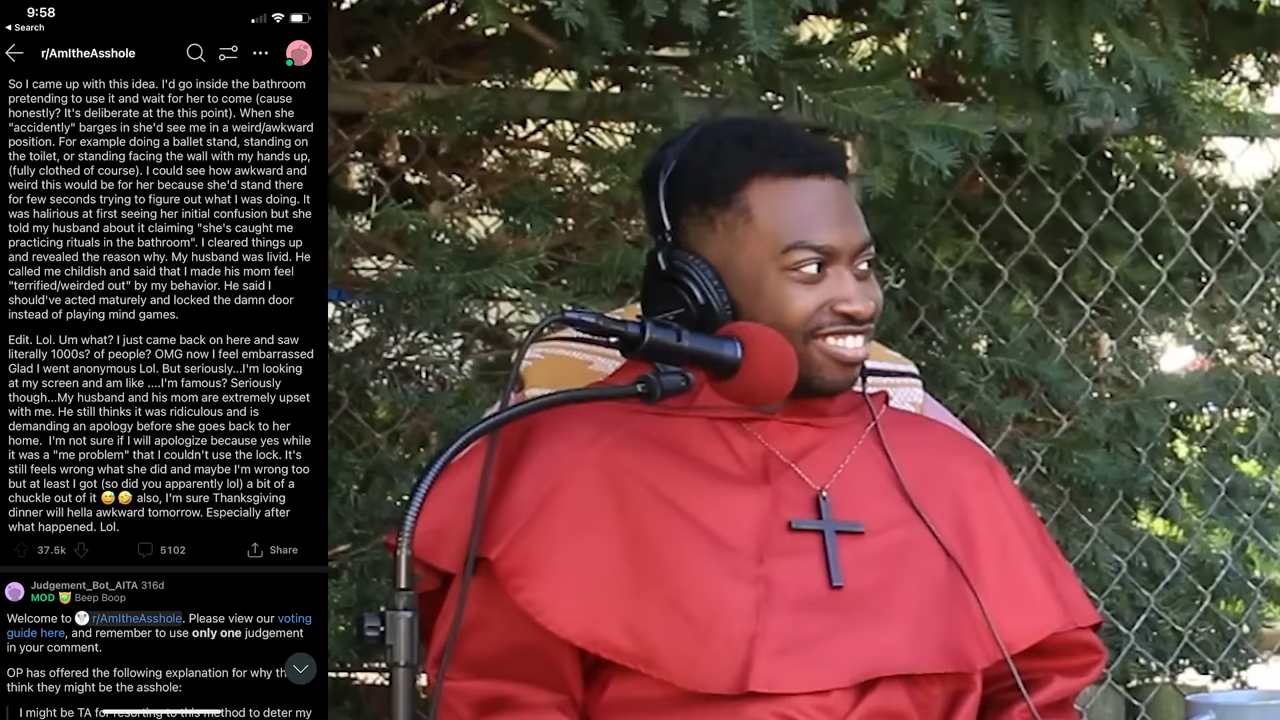 9:58
Search
r/AmItheAsshole
So I came up with this idea. I'd go inside the bathroom
pretending to use it and wait for her to come (cause
honestly? It's deliberate at the this point). When she
"accidently" barges in she'd see me in a weird/awkward
position. For example doing a ballet stand, standing on
the toilet, or standing facing the wall with my hands up,
(fully clothed of course). I could see how awkward and
weird this would be for her because she'd stand there
for few seconds trying to figure out what I was doing. It
was halirious at first seeing her initial confusion but she
told my husband about it claiming "she's caught me
practicing rituals in the bathroom". I cleared things up
and revealed the reason why. My husband was livid. He
called me childish and said that I made his mom feel
"terrified/weirded out" by my behavior. He said I
should've acted maturely and locked the damn door
instead of playing mind games.
Edit. Lol. Um what? I just came back on here and saw
literally 1000s? of people? OMG now I feel embarrassed
Glad I went anonymous Lol. But seriously...I'm looking
at my screen and am like ....I'm famous? Seriously
though...My husband and his mom are extremely upset
with me. He still thinks it was ridiculous and is
demanding an apology before she goes back to her
home. I'm not sure if I will apologize because yes while
it was a "me problem" that I couldn't use the lock. It's
still feels wrong what she did and maybe I'm wrong too
but at least I got (so did you apparently lol) a bit of a
chuckle out of it 😅🤣 also, I'm sure Thanksgiving
dinner will hella awkward tomorrow. Especially after
what happened. Lol.
37.5k 5102 Share
Judgement_Bot_AITA 316d
MOD Beep Boop
Welcome to r/AmItheAsshole. Please view our voting
guide here, and remember to use only one judgement
in your comment.
OP has offered the following explanation for why th
think they might be the asshole:
I might be TA for resorting to this method to deter my